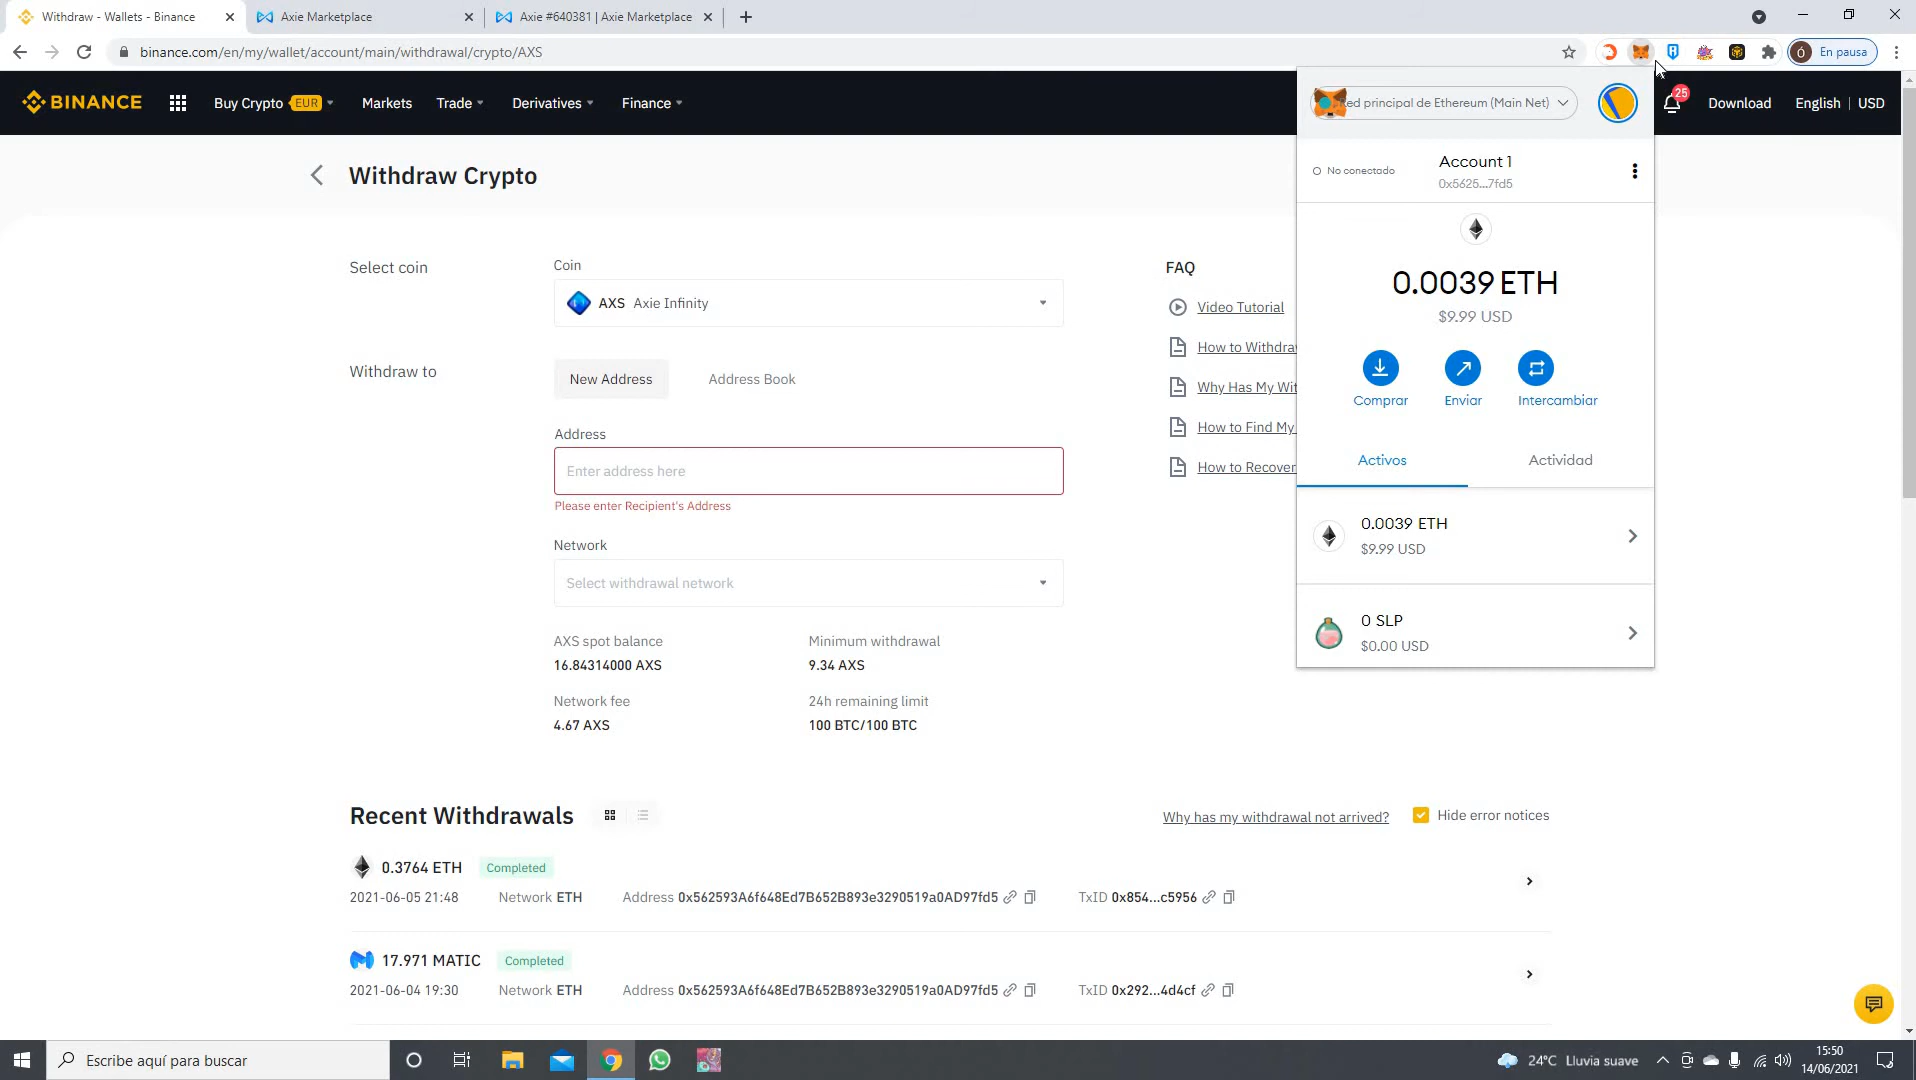 Withdraw - Wallets - Binance
Axie Marketplace
Axie #640381 | Axie Marketplace
binance.com/en/my/wallet/account/main/withdrawal/crypto/AXS
ó
En pausa
BINANCE
Buy Crypto EUR
Markets
Trade
Derivatives
Finance
25
Download
English | USD
Red principal de Ethereum (Main Net)
No conectado
Account 1
0x5625...7fd5
0.0039 ETH
$9.99 USD
Comprar
Enviar
Intercambiar
Activos
Actividad
0.0039 ETH
$9.99 USD
0 SLP
$0.00 USD
Withdraw Crypto
Select coin
Coin
AXS Axie Infinity
Withdraw to
New Address
Address Book
Address
Enter address here
Please enter Recipient's Address
Network
Select withdrawal network
AXS spot balance
16.84314000 AXS
Minimum withdrawal
9.34 AXS
Network fee
4.67 AXS
24h remaining limit
100 BTC/100 BTC
FAQ
Video Tutorial
How to Withdra
Why Has My Wit
How to Find My
How to Recover
Recent Withdrawals
Why has my withdrawal not arrived?
Hide error notices
0.3764 ETH Completed
2021-06-05 21:48 Network ETH Address 0x562593A6f648Ed7B652B893e3290519a0AD97fd5 TxID 0x854...c5956
17.971 MATIC Completed
2021-06-04 19:30 Network ETH Address 0x562593A6f648Ed7B652B893e3290519a0AD97fd5 TxID 0x292...4d4cf
Escribe aquí para buscar
24°C Lluvia suave
15:50
14/06/2021